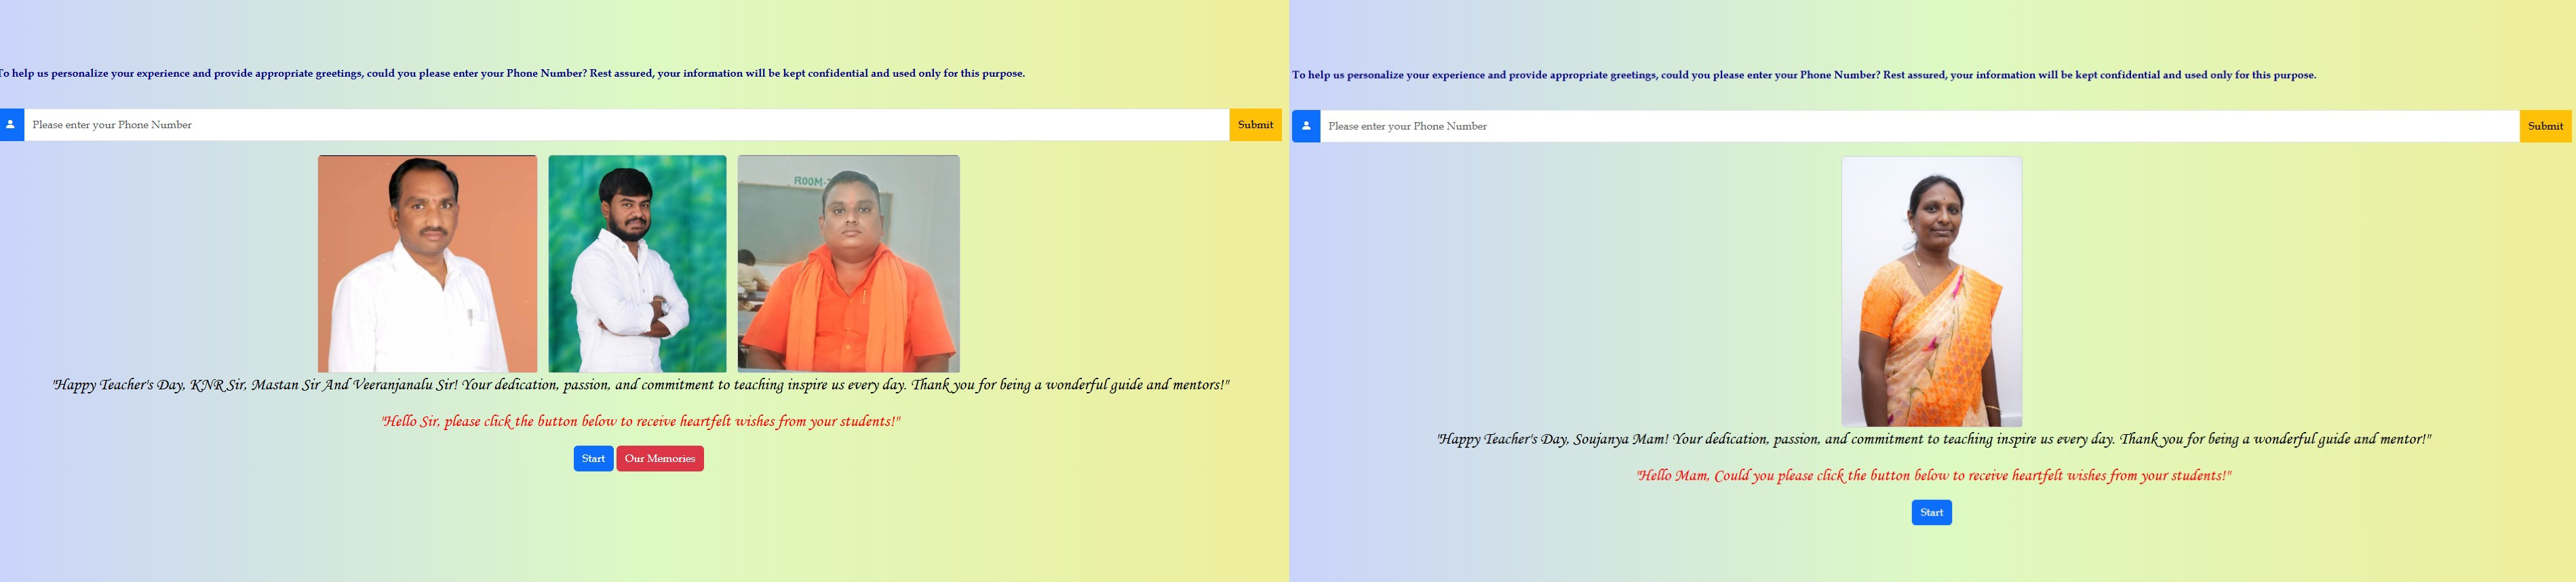 To help us personalize your experience and provide appropriate greetings, could you please enter your Phone Number? Rest assured, your information will be kept confidential and used only for this purpose.
Please enter your Phone Number
Submit
ROOM-
"Happy Teacher's Day, KNR Sir, Mastan Sir And Veeranjanalu Sir! Your dedication, passion, and commitment to teaching inspire us every day. Thank you for being a wonderful guide and mentors!"
"Hello Sir, please click the button below to receive heartfelt wishes from your students!"
Start
Our Memories
To help us personalize your experience and provide appropriate greetings, could you please enter your Phone Number? Rest assured, your information will be kept confidential and used only for this purpose.
Please enter your Phone Number
Submit
"Happy Teacher's Day, Soujanya Mam! Your dedication, passion, and commitment to teaching inspire us every day. Thank you for being a wonderful guide and mentor!"
"Hello Mam, Could you please click the button below to receive heartfelt wishes from your students!"
Start